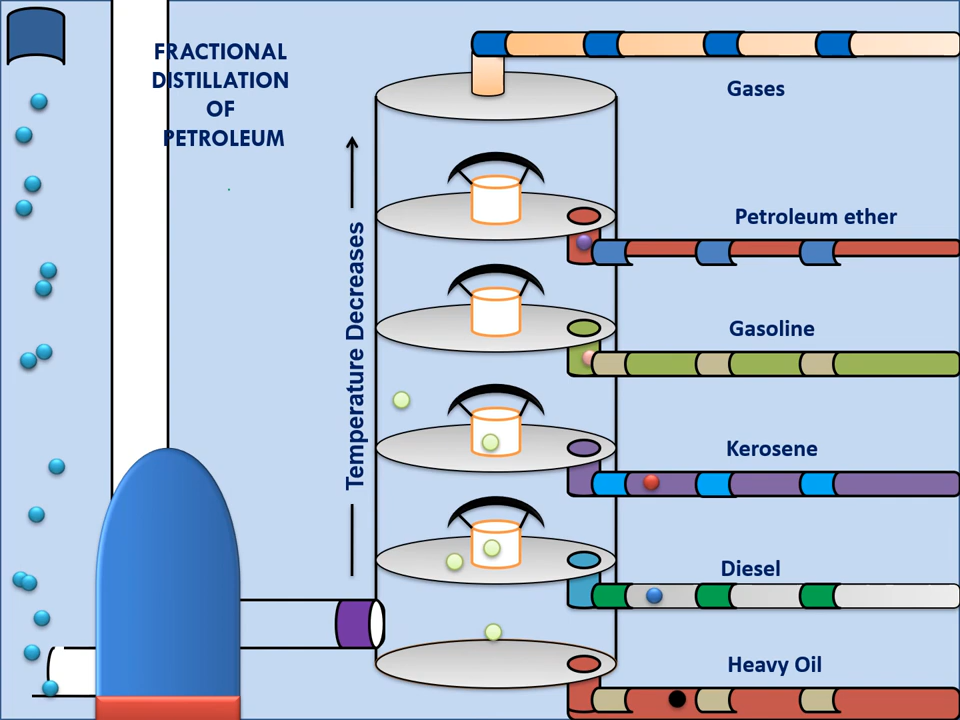 FRACTIONAL
DISTILLATION
OF
PETROLEUM
Temperature Decreases
Gases
Petroleum ether
Gasoline
Kerosene
Diesel
Heavy Oil